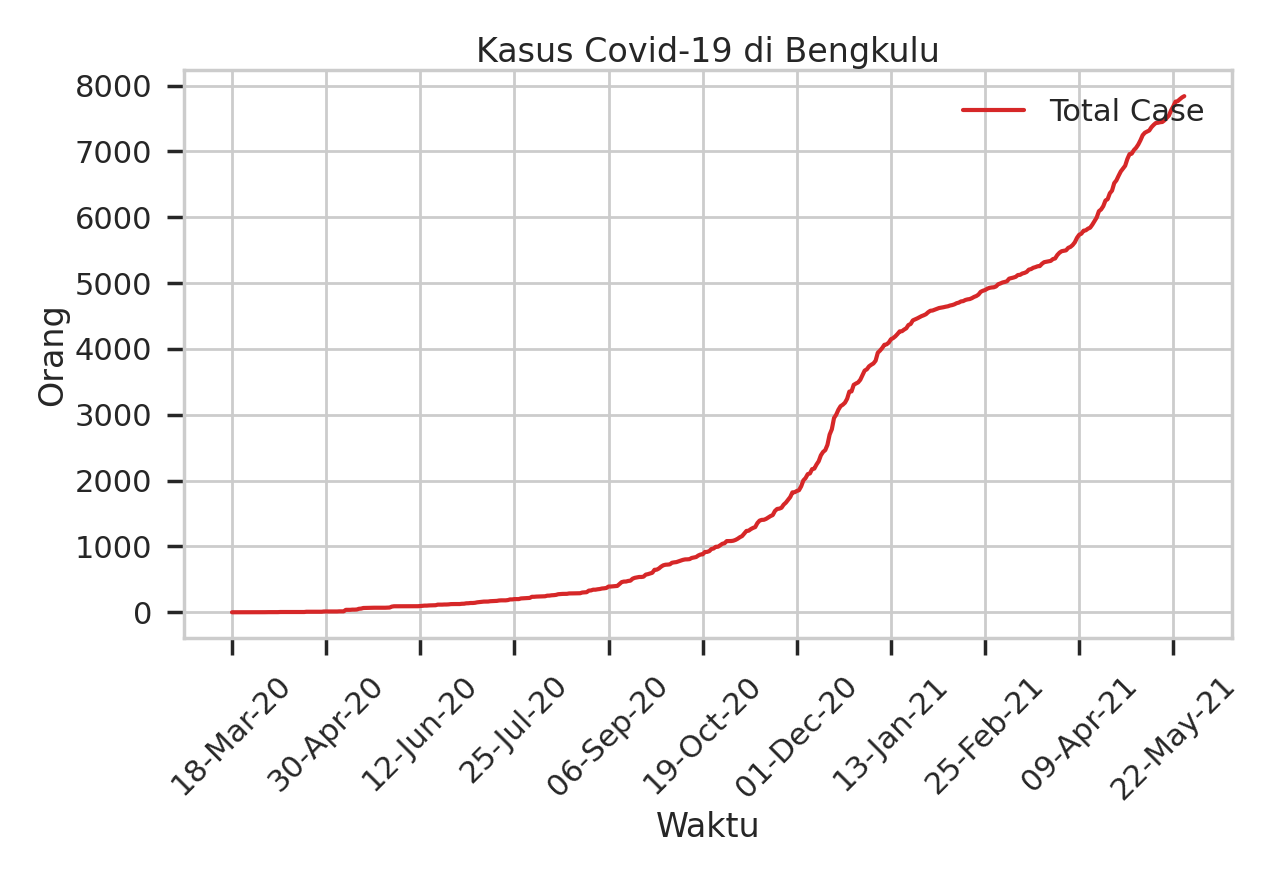 Kasus Covid-19 di Bengkulu
Total Case
8000
7000
6000
5000
4000
3000
2000
1000
0
Orang
18-Mar-20
30-Apr-20
12-Jun-20
25-Jul-20
06-Sep-20
19-Oct-20
01-Dec-20
13-Jan-21
25-Feb-21
09-Apr-21
22-May-21
Waktu